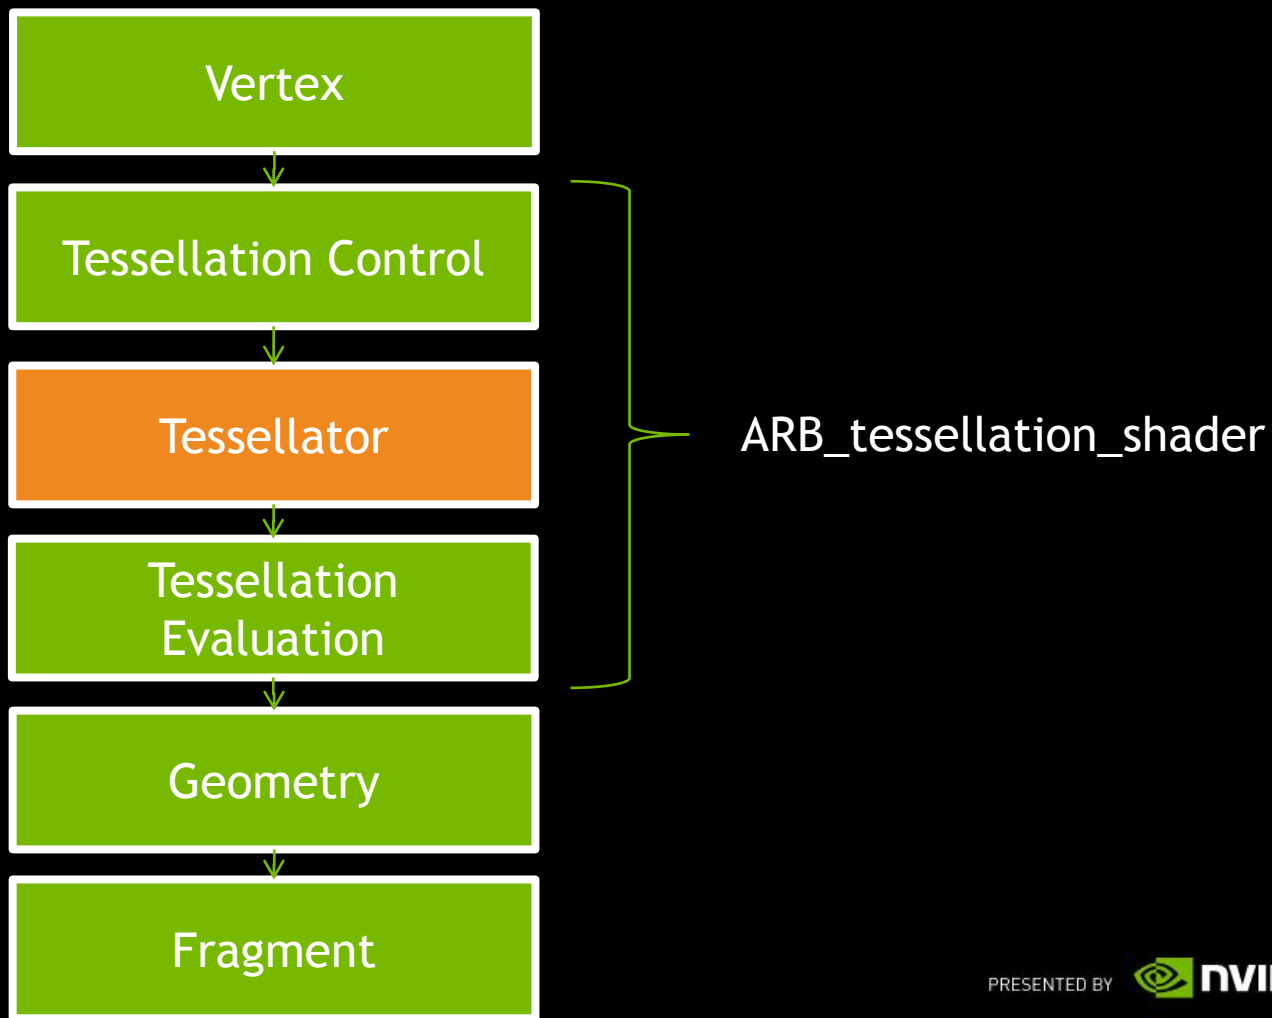 Vertex
Tessellation Control
Tessellator
ARB_tessellation_shader
Tessellation
Evaluation
Geometry
Fragment
PRESENTED BY